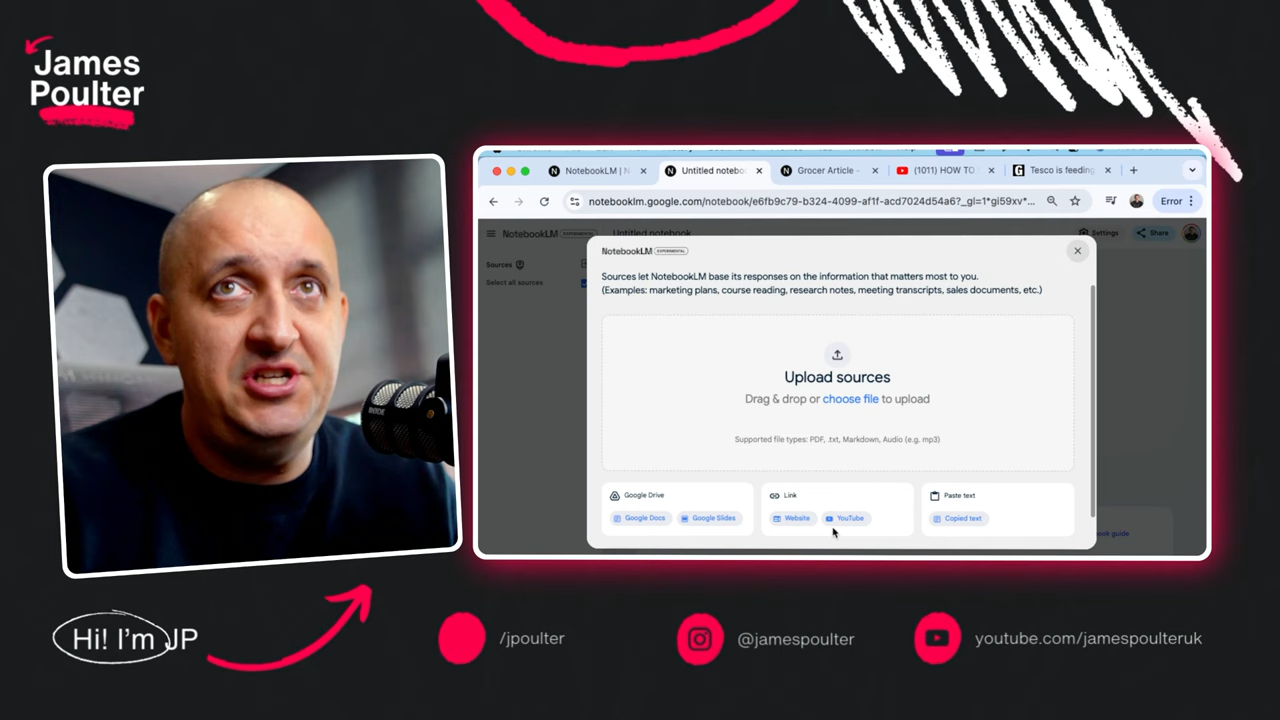 James
Poulter
RØDE
NotebookLM | N
Untitled notebo
Grocer Article -
(1011) HOW TO
G
Tesco is feeding
notebooklm.google.com/notebook/e6fb9c79-b324-4099-af1f-acd7024d54a6?_gl=1*gi59xv*...
Error
NotebookLM EXPERIMENTAL
Untitled notebook
Settings
Share
Sources
Select all sources
NotebookLM EXPERIMENTAL
Sources let NotebookLM base its responses on the information that matters most to you.
(Examples: marketing plans, course reading, research notes, meeting transcripts, sales documents, etc.)
Upload sources
Drag & drop or choose file to upload
Supported file types: PDF, .txt, Markdown, Audio (e.g. mp3)
Google Drive
Google Docs
Google Slides
Link
Website
YouTube
Paste text
Copied text
ook guide
Hi! I'm JP
/jpoulter
@jamespoulter
youtube.com/jamespoulteruk